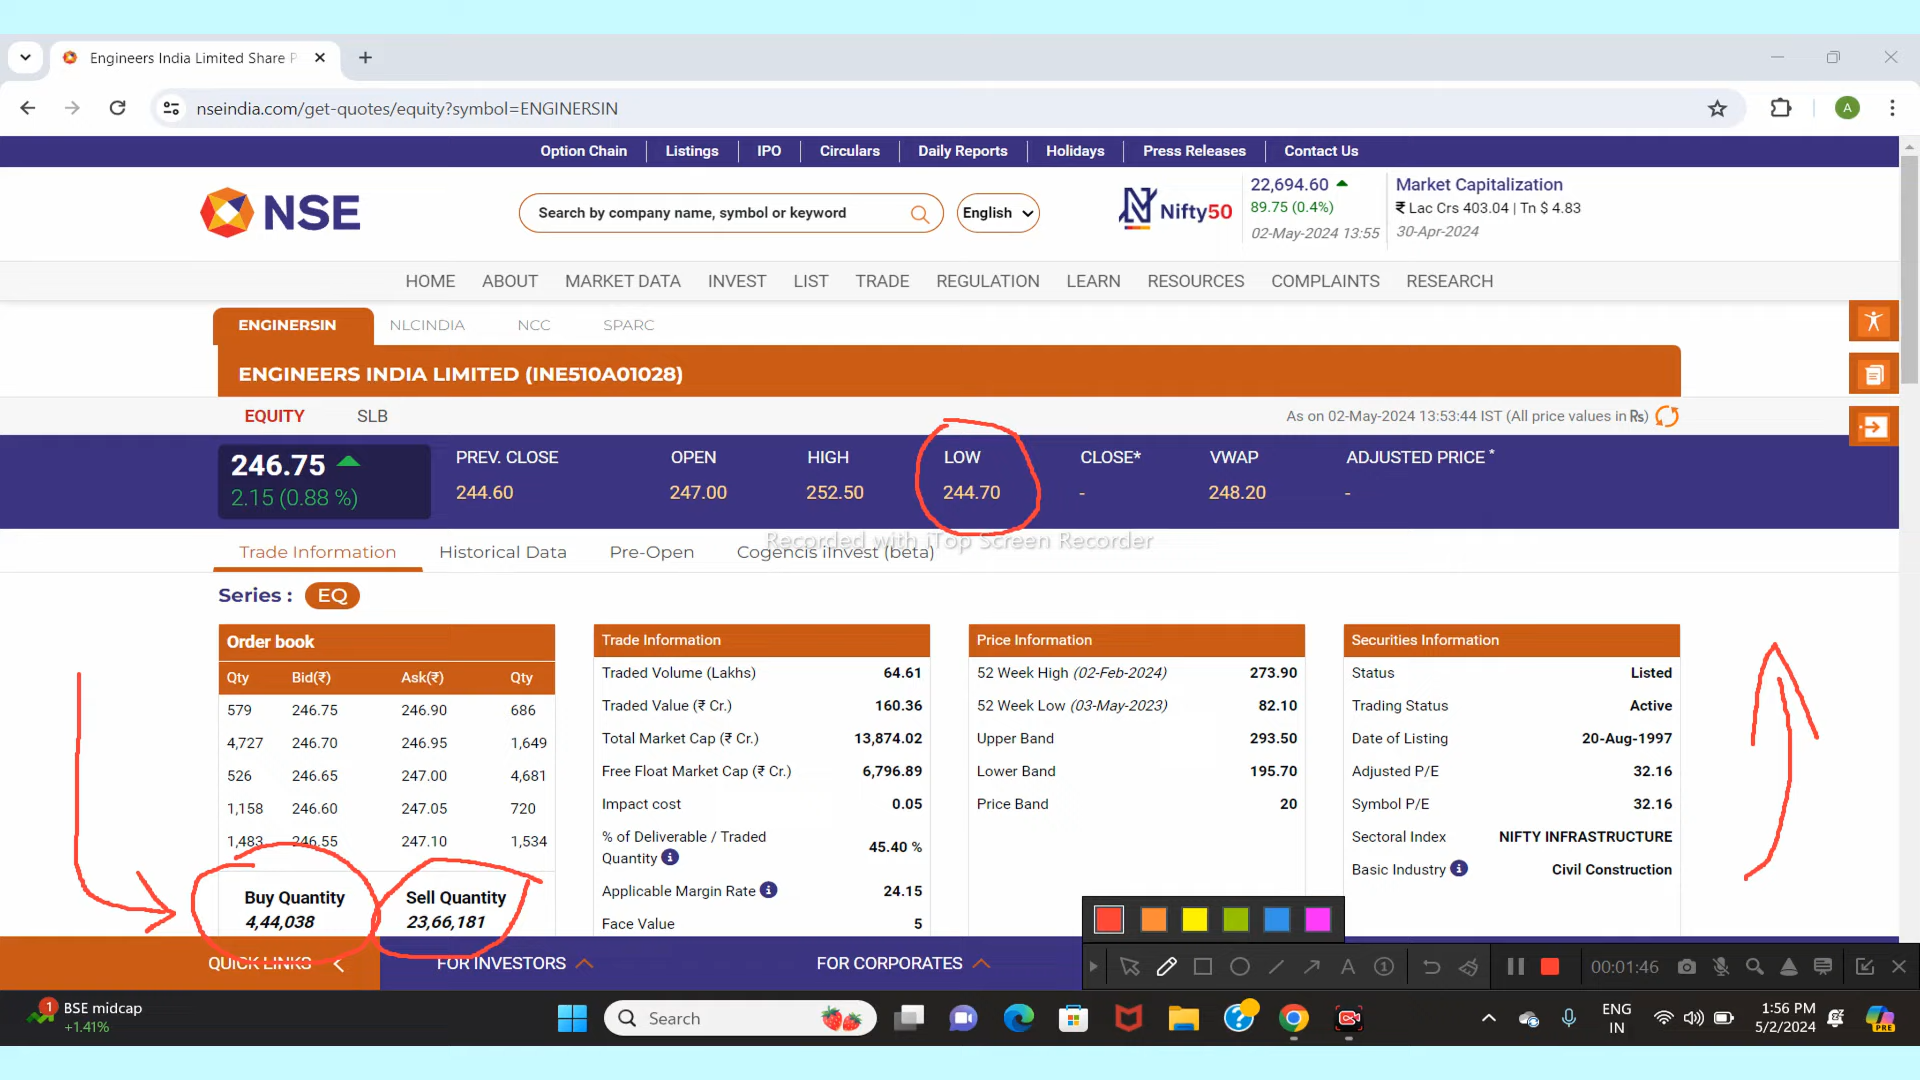 Engineers India Limited Share P
nseindia.com/get-quotes/equity?symbol=ENGINERSIN
A
Option Chain
Listings
IPO
Circulars
Daily Reports
Holidays
Press Releases
Contact Us
NSE
Search by company name, symbol or keyword
English
Nifty50
22,694.60
89.75 (0.4%)
02-May-2024 13:55
Market Capitalization
₹ Lac Crs 403.04 | Tn $ 4.83
30-Apr-2024
HOME
ABOUT
MARKET DATA
INVEST
LIST
TRADE
REGULATION
LEARN
RESOURCES
COMPLAINTS
RESEARCH
ENGINERSIN
NLCINDIA
NCC
SPARC
ENGINEERS INDIA LIMITED (INE510A01028)
EQUITY
SLB
As on 02-May-2024 13:53:44 IST (All price values in ₨)
246.75
2.15 (0.88 %)
PREV. CLOSE
244.60
OPEN
247.00
HIGH
252.50
LOW
244.70
CLOSE*
-
VWAP
248.20
ADJUSTED PRICE *
-
Recorded with iTop Screen Recorder
Trade Information
Historical Data
Pre-Open
Cogencis iInvest (beta)
Series :
EQ
Order book
Qty Bid(₹) Ask(₹) Qty
579 246.75 246.90 686
4,727 246.70 246.95 1,649
526 246.65 247.00 4,681
1,158 246.60 247.05 720
1,483 246.55 247.10 1,534
Buy Quantity
4,44,038
Sell Quantity
23,66,181
Trade Information
Traded Volume (Lakhs) 64.61
Traded Value (₹ Cr.) 160.36
Total Market Cap (₹ Cr.) 13,874.02
Free Float Market Cap (₹ Cr.) 6,796.89
Impact cost 0.05
% of Deliverable / Traded
Quantity 45.40 %
Applicable Margin Rate 24.15
Face Value 5
Price Information
52 Week High (02-Feb-2024) 273.90
52 Week Low (03-May-2023) 82.10
Upper Band 293.50
Lower Band 195.70
Price Band 20
Securities Information
Status Listed
Trading Status Active
Date of Listing 20-Aug-1997
Adjusted P/E 32.16
Symbol P/E 32.16
Sectoral Index NIFTY INFRASTRUCTURE
Basic Industry Civil Construction
QUICK LINKS
FOR INVESTORS
FOR CORPORATES
A
1
00:01:46
1
BSE midcap
+1.41%
Search
PRE
ENG
IN
1:56 PM
5/2/2024